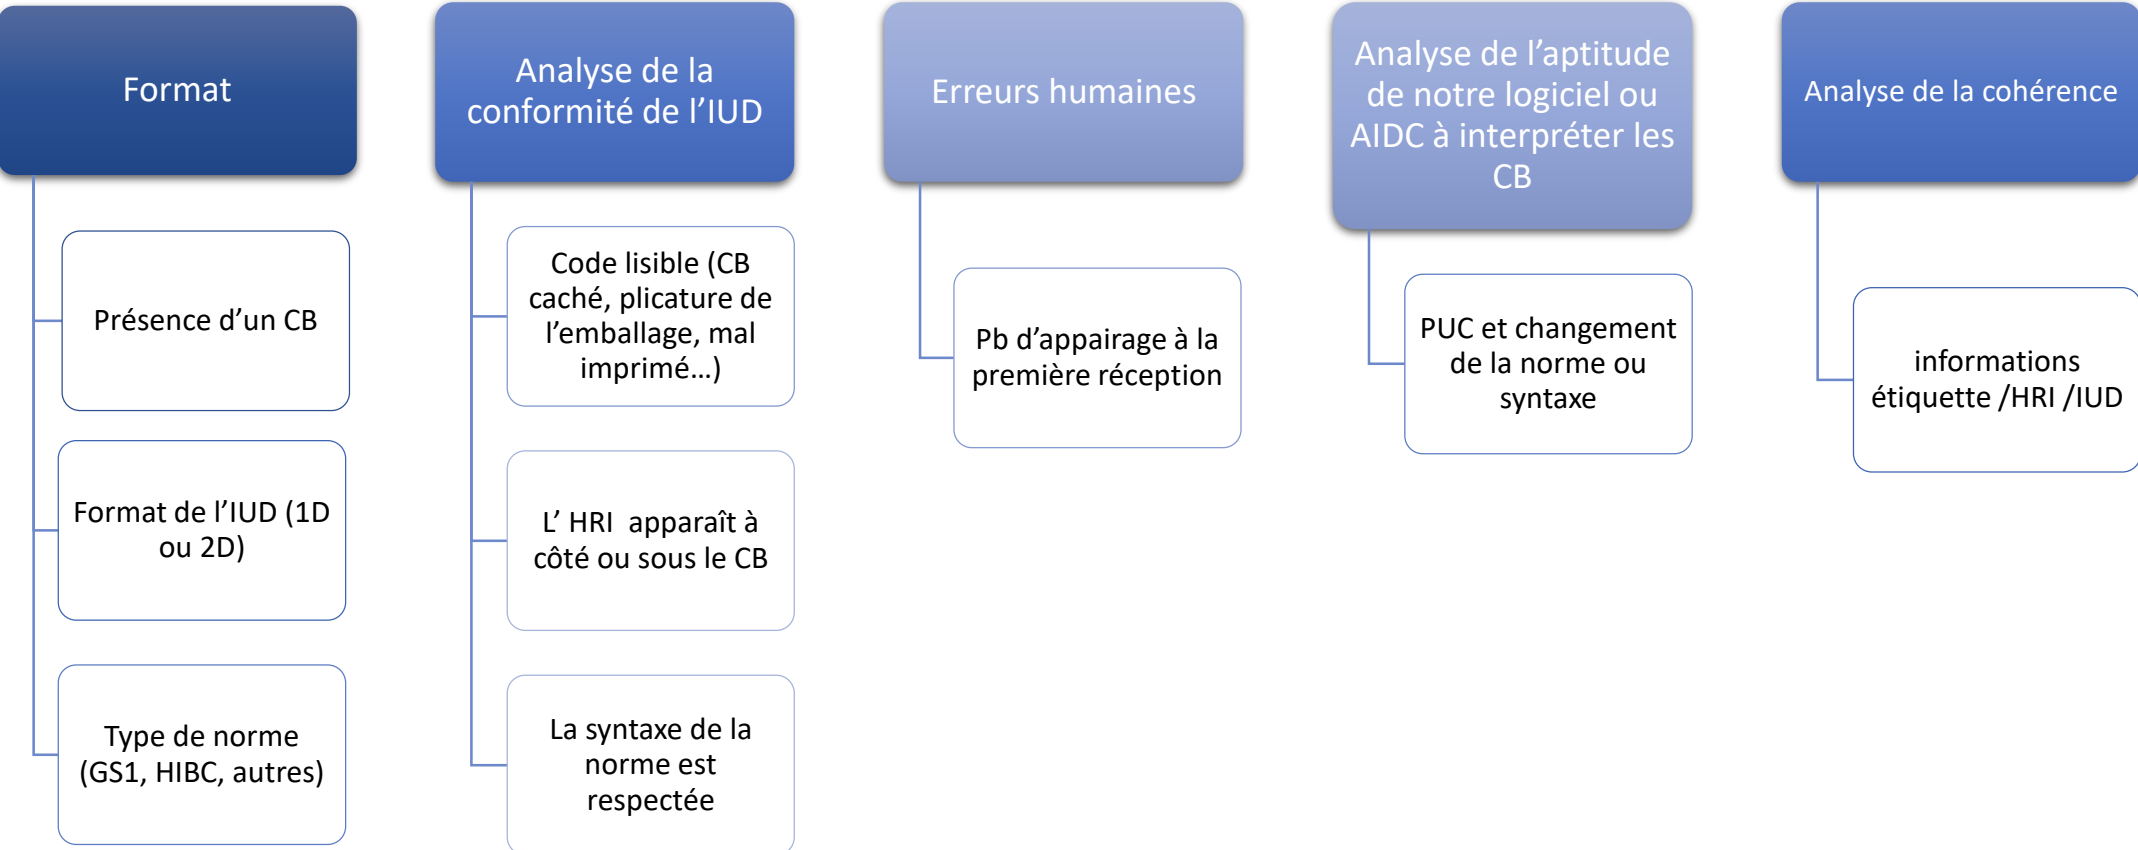 Format
Présence d’un CB
Format de l’IUD (1D
ou 2D)
Type de norme
(GS1, HIBC, autres)
Analyse de la
conformité de l’IUD
Code lisible (CB
caché, plicature de
l’emballage, mal
imprimé…)
L’ HRI  apparaît à
côté ou sous le CB
La syntaxe de la
norme est
respectée
Erreurs humaines
Pb d’appairage à la
première réception
Analyse de l’aptitude
de notre logiciel ou
AIDC à interpréter les
CB
PUC et changement
de la norme ou
syntaxe
Analyse de la cohérence
informations
étiquette /HRI /IUD